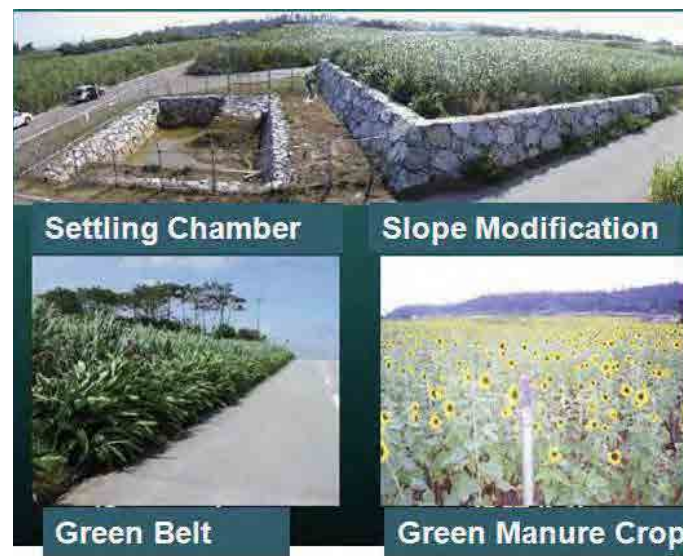 Settling Chamber
Slope Modification
Green Belt
Green Manure Crop